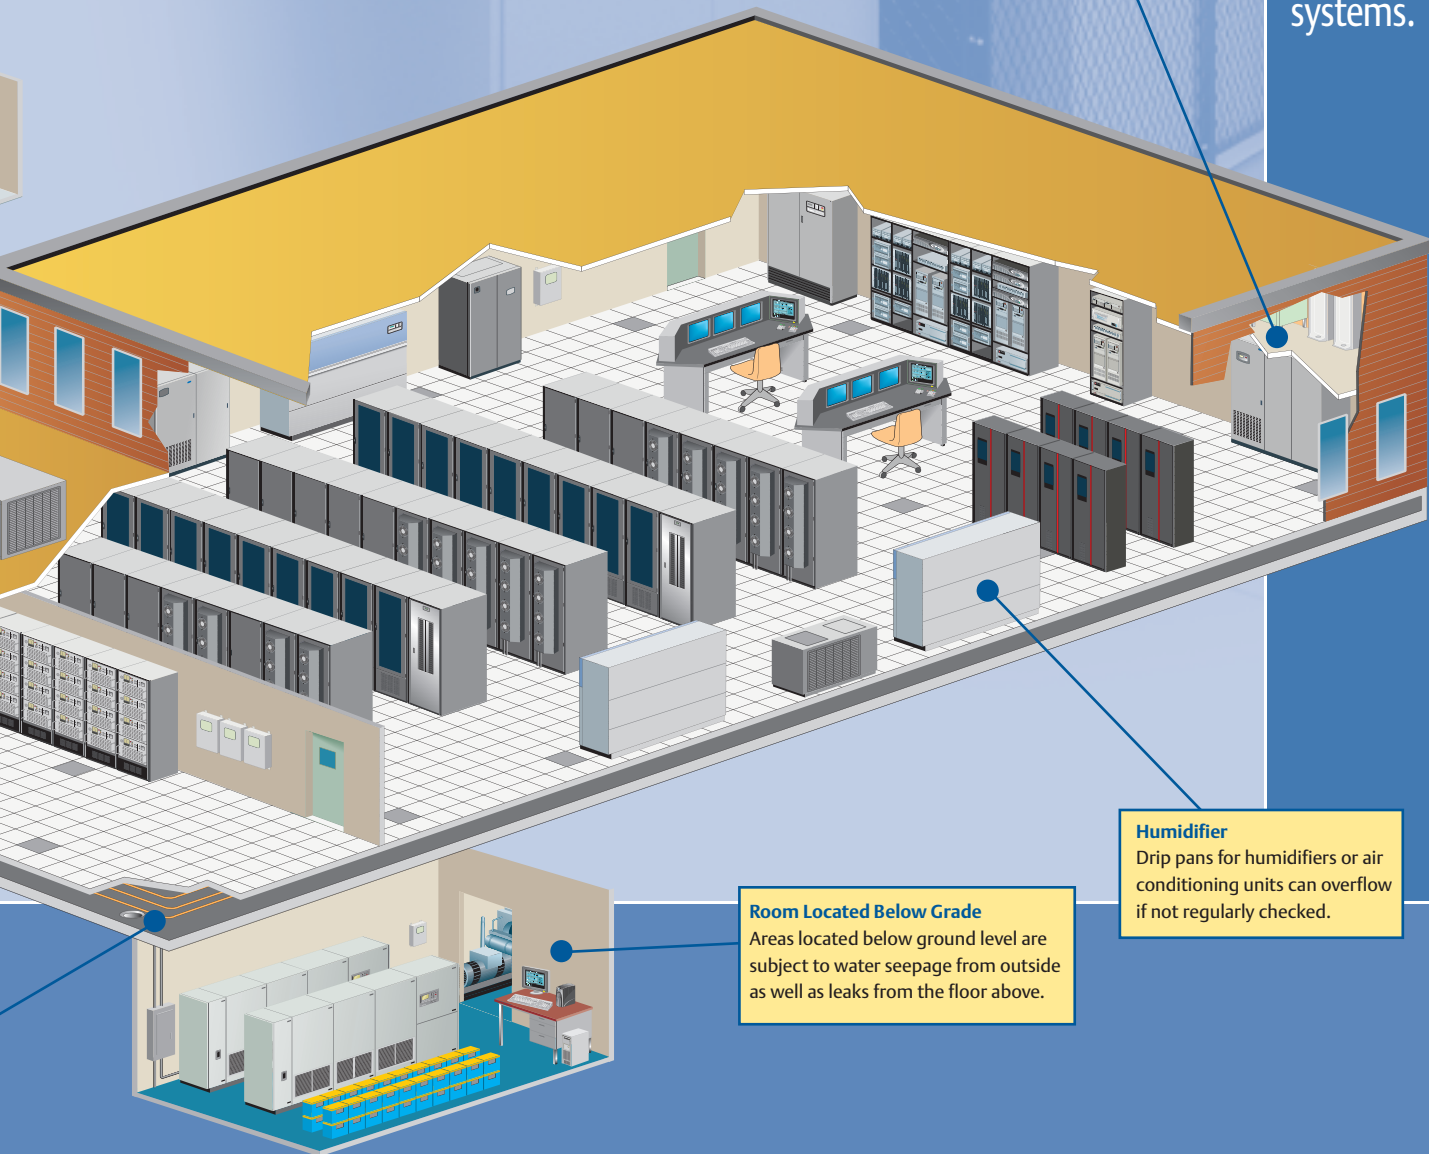 systems.
Humidifier
Drip pans for humidifiers or air
conditioning units can overflow
if not regularly checked.
Room Located Below Grade
Areas located below ground level are
subject to water seepage from outside
as well as leaks from the floor above.